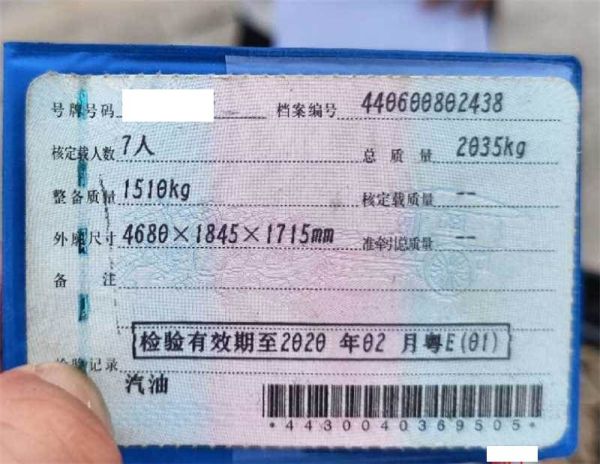 号牌号码 档案编号 440600802438
核定载人数 7人 总质量 2035kg
整备质量 1510kg 核定载质量 --
外廓尺寸 4680×1845×1715mm 准牵引总质量 --
备注
检验有效期至2020 年02 月粤E(01)
检验记录
汽油
*4430040369505*